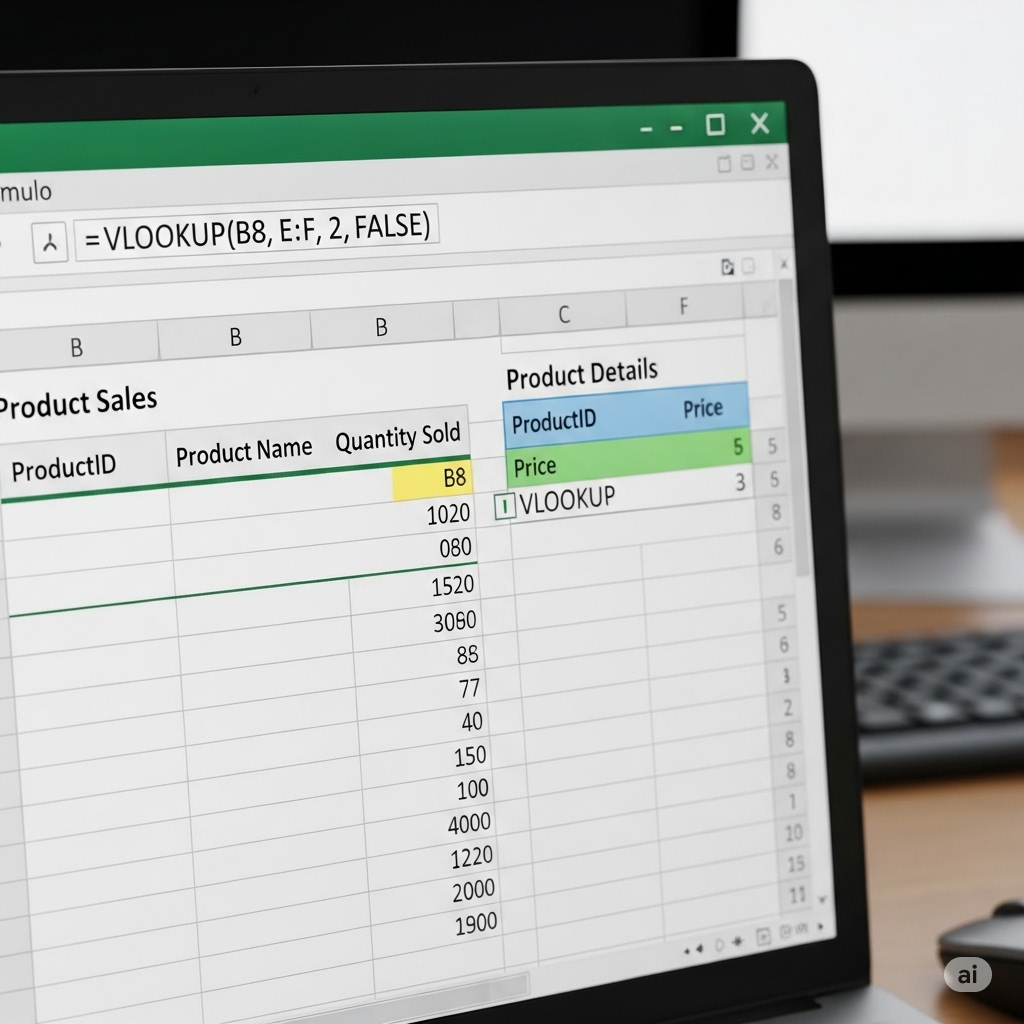 mulo
=VLOOKUP(B8, E:F, 2, FALSE)
B B B C F
Product Sales
ProductID Product Name Quantity Sold
B8
1020
080
1520
3080
88
77
40
150
100
4000
1220
2000
1900
Product Details
ProductID Price
Price 5
VLOOKUP 3
5
5
8
6
5
6
2
8
8
1
10
15
11
ai